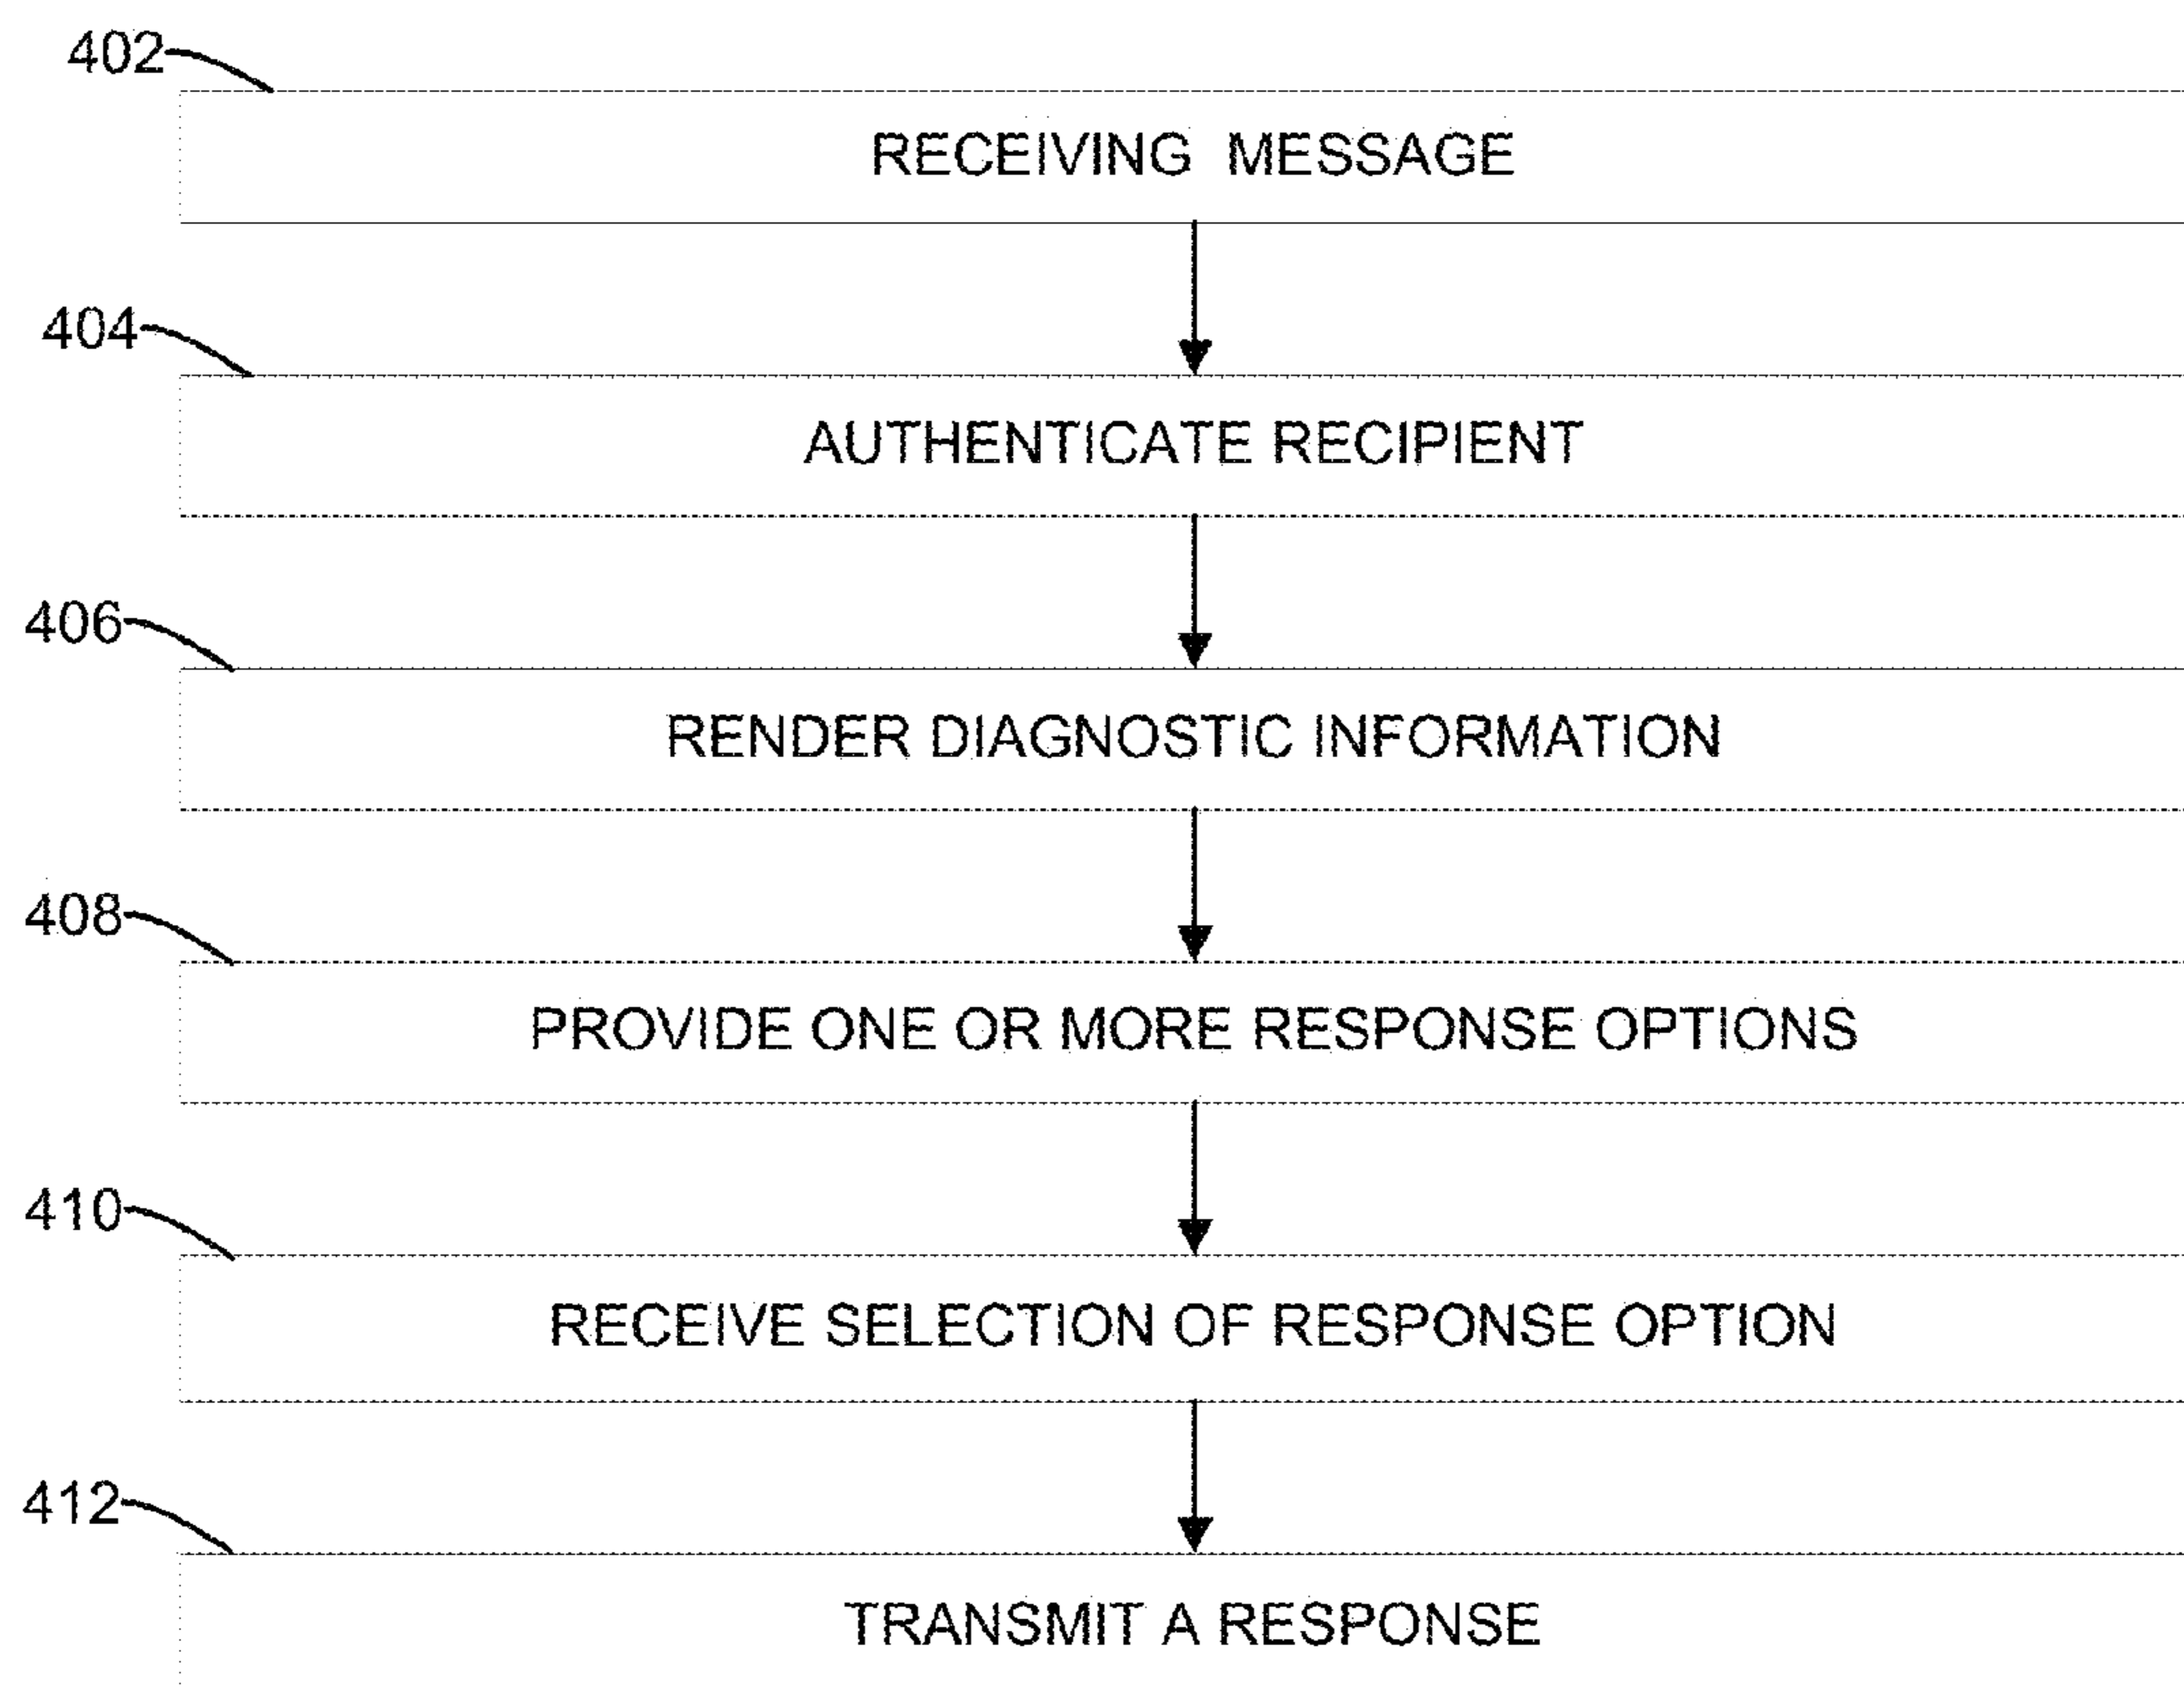 402
RECEIVING MESSAGE
404
AUTHENTICATE RECIPIENT
406
RENDER DIAGNOSTIC INFORMATION
408
PROVIDE ONE OR MORE RESPONSE OPTIONS
410
RECEIVE SELECTION OF RESPONSE OPTION
412
TRANSMIT A RESPONSE